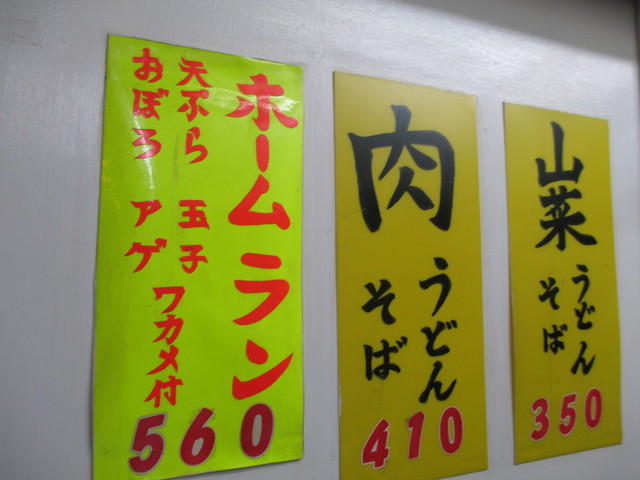 ホームラン
天ぷら 玉子
おぼろ アゲ
ワカメ付
560
肉
うどん
そば
410
山菜
うどん
そば
350